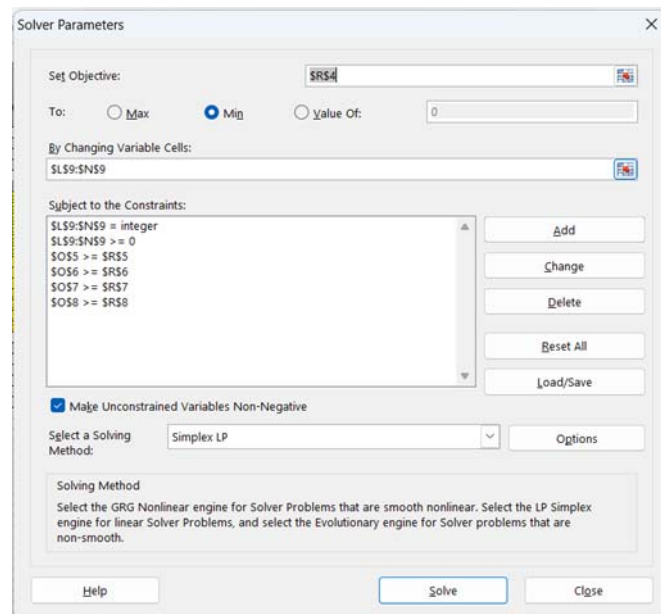 Solver Parameters
Set Objective:
$R$4
To:
Max
Min
Value Of:
0
By Changing Variable Cells:
$L$9:$N$9
Subject to the Constraints:
$L$9:$N$9 = integer
$L$9:$N$9 >= 0
$O$5 >= $R$5
$O$6 >= $R$6
$O$7 >= $R$7
$O$8 >= $R$8
Add
Change
Delete
Reset All
Load/Save
Make Unconstrained Variables Non-Negative
Select a Solving
Method:
Simplex LP
Options
Solving Method
Select the GRG Nonlinear engine for Solver Problems that are smooth nonlinear. Select the LP Simplex
engine for linear Solver Problems, and select the Evolutionary engine for Solver problems that are
non-smooth.
Help
Solve
Close